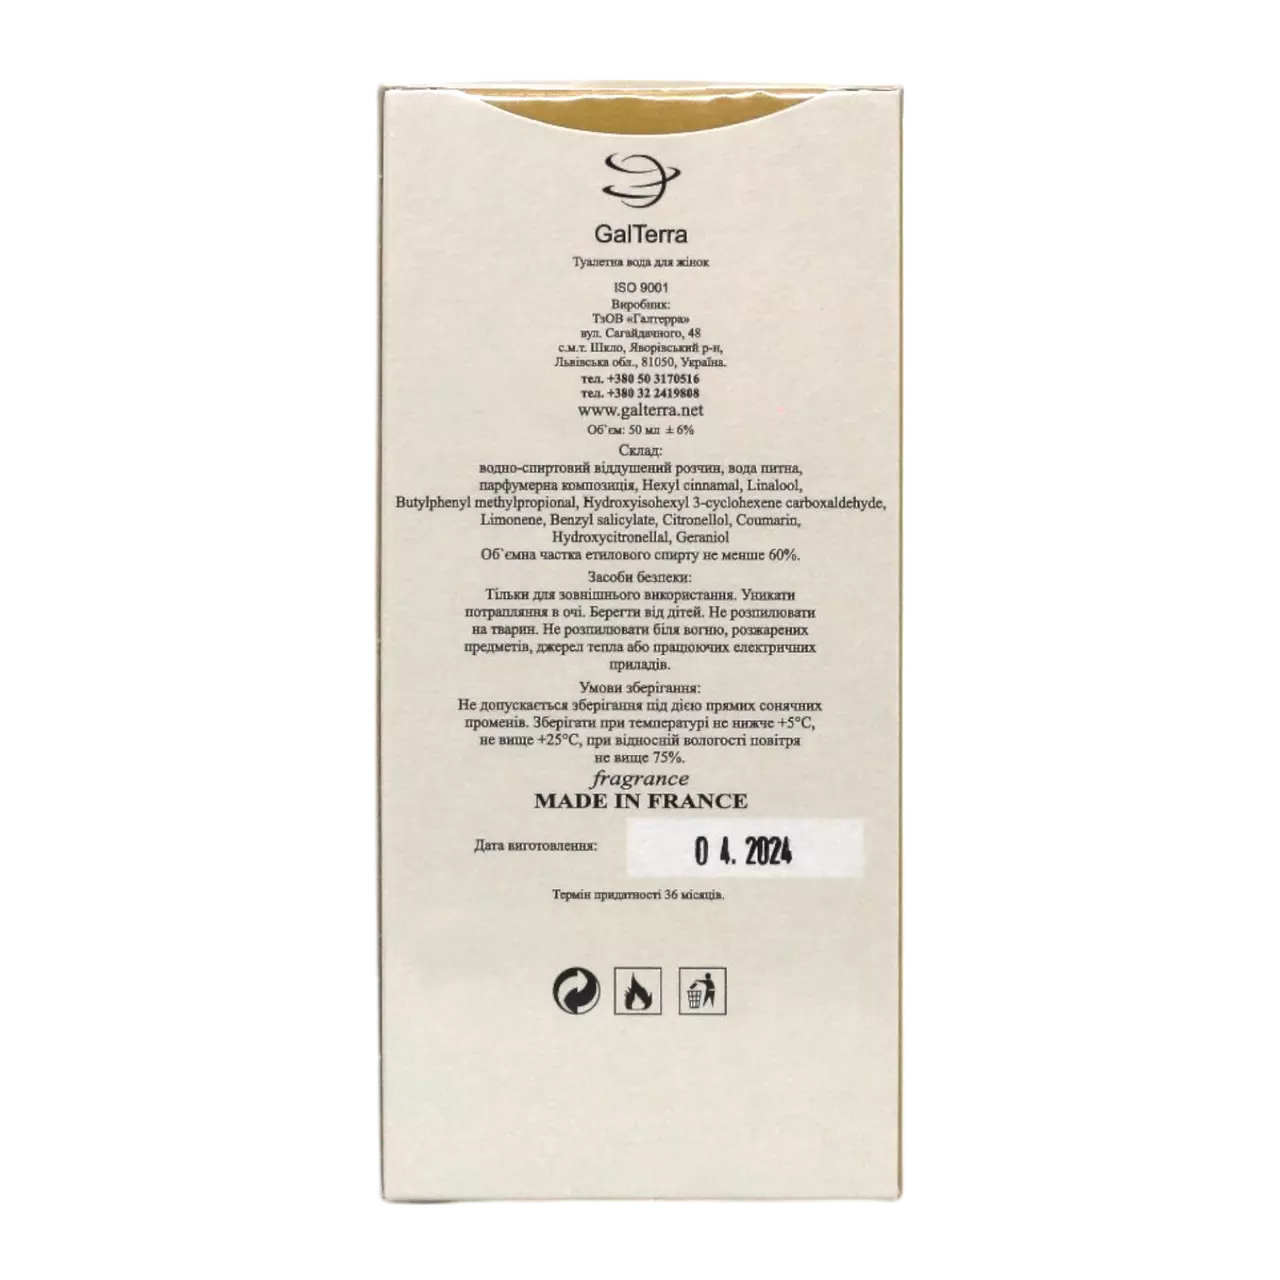 GalTerra
Туалетна вода для жінок
ISO 9001
Виробник:
ТзОВ «Галтерра»
вул. Сагайдачного, 48
с.м.т. Шкло, Яворівський р-н,
Львівська обл., 81050, Україна.
тел. +380 50 3170516
тел. +380 32 2419808
www.galterra.net
Об`єм: 50 мл ± 6%
Склад:
водно-спиртовий віддушений розчин, вода питна,
парфумерна композиція, Hexyl cinnamal, Linalool,
Butylphenyl methylpropional, Hydroxyisohexyl 3-cyclohexene carboxaldehyde,
Limonene, Benzyl salicylate, Citronellol, Coumarin,
Hydroxycitronellal, Geraniol
Об`ємна частка етилового спирту не менше 60%.
Засоби безпеки:
Тільки для зовнішнього використання. Уникати
потрапляння в очі. Берегти від дітей. Не розпилювати
на тварин. Не розпилювати біля вогню, розжарених
предметів, джерел тепла або працюючих електричних
приладів.
Умови зберігання:
Не допускається зберігання під дією прямих сонячних
променів. Зберігати при температурі не нижче +5°C,
не вище +25°C, при відносній вологості повітря
не вище 75%.
fragrance
MADE IN FRANCE
Дата виготовлення: 04.2024
Термін придатності 36 місяців.